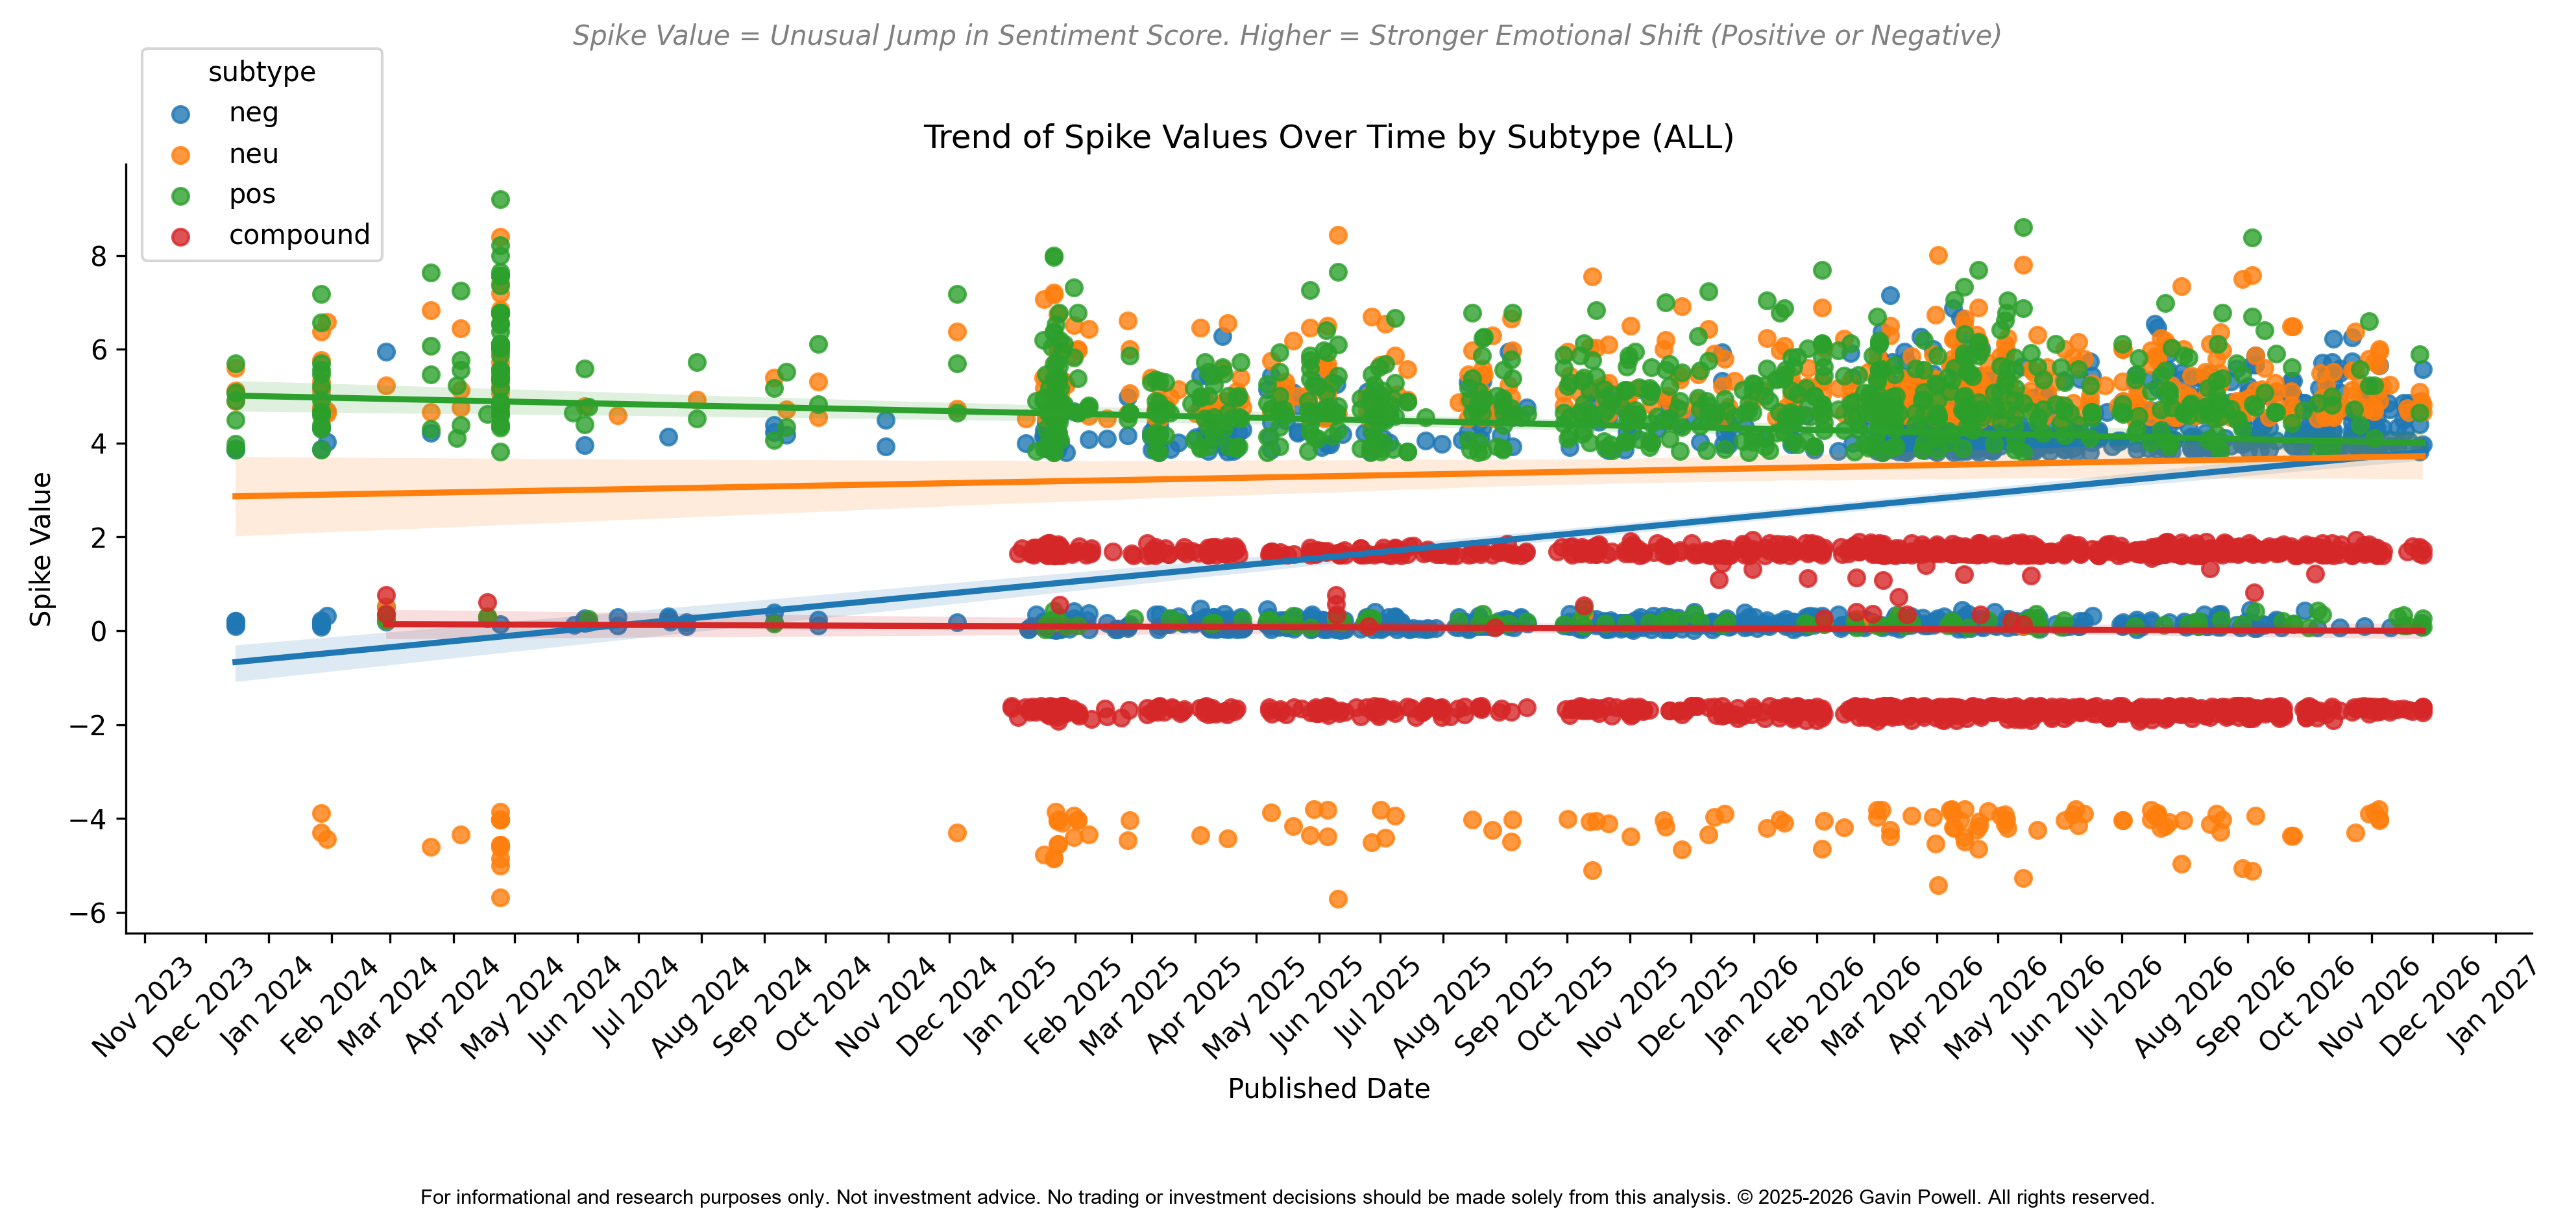 Spike Value = Unusual Jump in Sentiment Score. Higher = Stronger Emotional Shift (Positive or Negative)
subtype
neg
neu
pos
compound
Trend of Spike Values Over Time by Subtype (ALL)
Spike Value
8
6
4
2
0
−2
−4
−6
Nov 2023
Dec 2023
Jan 2024
Feb 2024
Mar 2024
Apr 2024
May 2024
Jun 2024
Jul 2024
Aug 2024
Sep 2024
Oct 2024
Nov 2024
Dec 2024
Jan 2025
Feb 2025
Mar 2025
Apr 2025
May 2025
Jun 2025
Jul 2025
Aug 2025
Sep 2025
Oct 2025
Nov 2025
Dec 2025
Jan 2026
Feb 2026
Mar 2026
Apr 2026
May 2026
Jun 2026
Jul 2026
Aug 2026
Sep 2026
Oct 2026
Nov 2026
Dec 2026
Jan 2027
Published Date
For informational and research purposes only. Not investment advice. No trading or investment decisions should be made solely from this analysis. © 2025-2026 Gavin Powell. All rights reserved.